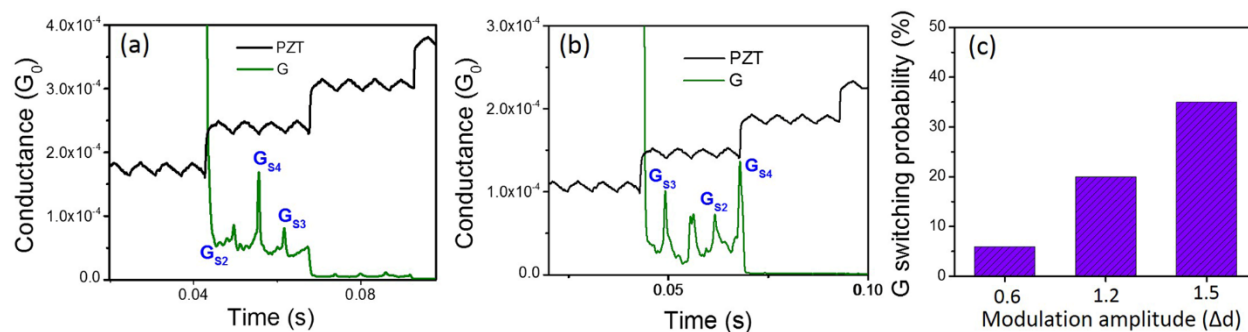 (a)
PZT
G
Conductance (G₀)
4.0x10⁻⁴
3.0x10⁻⁴
2.0x10⁻⁴
1.0x10⁻⁴
0.0
G_S2
G_S4
G_S3
0.04
0.08
Time (s)
(b)
PZT
G
Conductance (G₀)
3.0x10⁻⁴
2.0x10⁻⁴
1.0x10⁻⁴
0.0
G_S3
G_S2
G_S4
0.05
0.10
Time (s)
(c)
G switching probability (%)
50
40
30
20
10
0
0.6
1.2
1.5
Modulation amplitude (Δd)